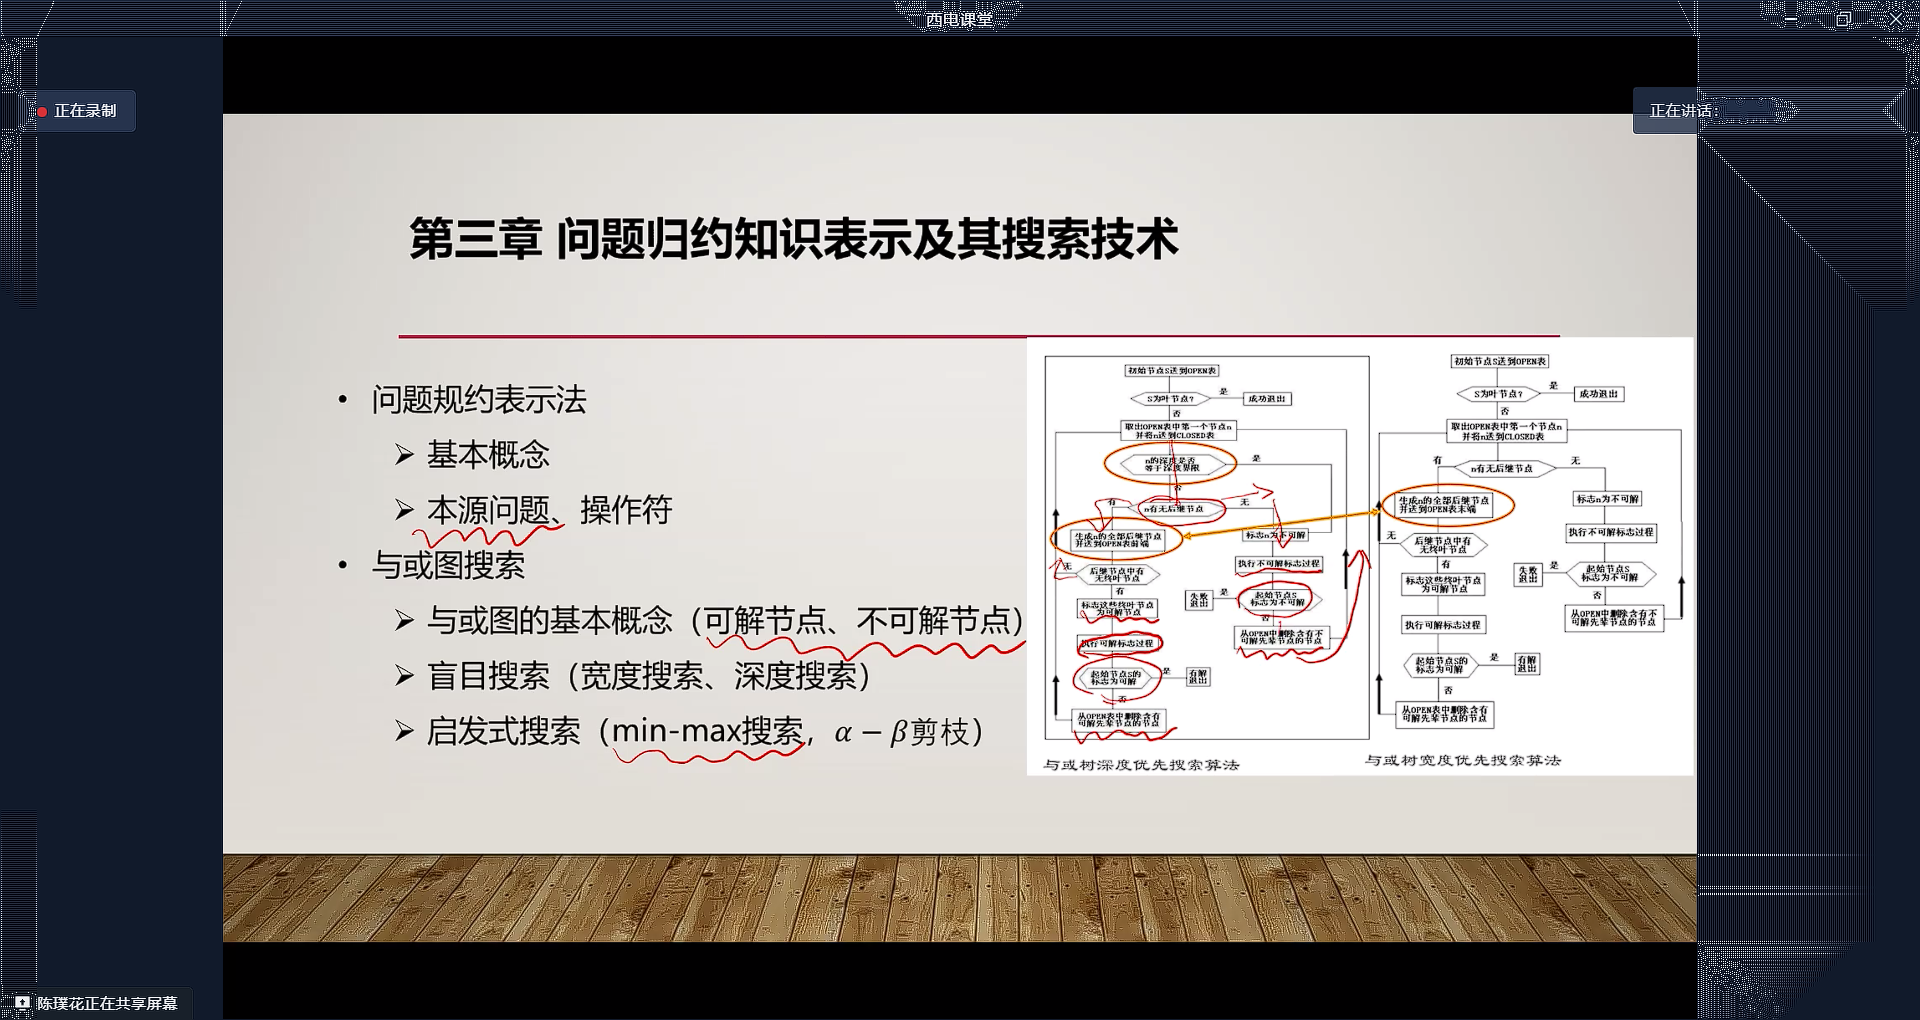 西电课堂
正在录制
正在讲话:
第三章 问题归约知识表示及其搜索技术
• 问题规约表示法
➢ 基本概念
➢ 本源问题、操作符
• 与或图搜索
➢ 与或图的基本概念（可解节点、不可解节点）
➢ 盲目搜索（宽度搜索、深度搜索）
➢ 启发式搜索（min-max搜索，α − β剪枝）
初始节点S送到OPEN表
S为叶节点?
是
成功退出
否
取出OPEN表中第一个节点n
并将n送到CLOSED表
n的深度是否
等于深度界限
是
否
有
n有无后继节点
无
生成n的全部后继节点
并送到OPEN表前端
标志n为不可解
无
后继节点中有
无终叶节点
执行不可解标志过程
有
标志这些终叶节点
为可解节点
失败
退出
是
起始节点S
标志为不可解
否
执行可解标志过程
从OPEN中删除含有不
可解先辈节点的节点
起始节点S的
标志为可解
是
有解
退出
否
从OPEN表中删除含有
可解先辈节点的节点
与或树深度优先搜索算法
初始节点S送到OPEN表
S为叶节点?
是
成功退出
否
取出OPEN表中第一个节点n
并将n送到CLOSED表
有
n有无后继节点
无
生成n的全部后继节点
并送到OPEN表末端
标志n为不可解
无
后继节点中有
无终叶节点
执行不可解标志过程
有
标志这些终叶节点
为可解节点
失败
退出
是
起始节点S
标志为不可解
否
执行可解标志过程
从OPEN中删除含有不
可解先辈节点的节点
起始节点S的
标志为可解
是
有解
退出
否
从OPEN表中删除含有
可解先辈节点的节点
与或树宽度优先搜索算法
陈璞花正在共享屏幕